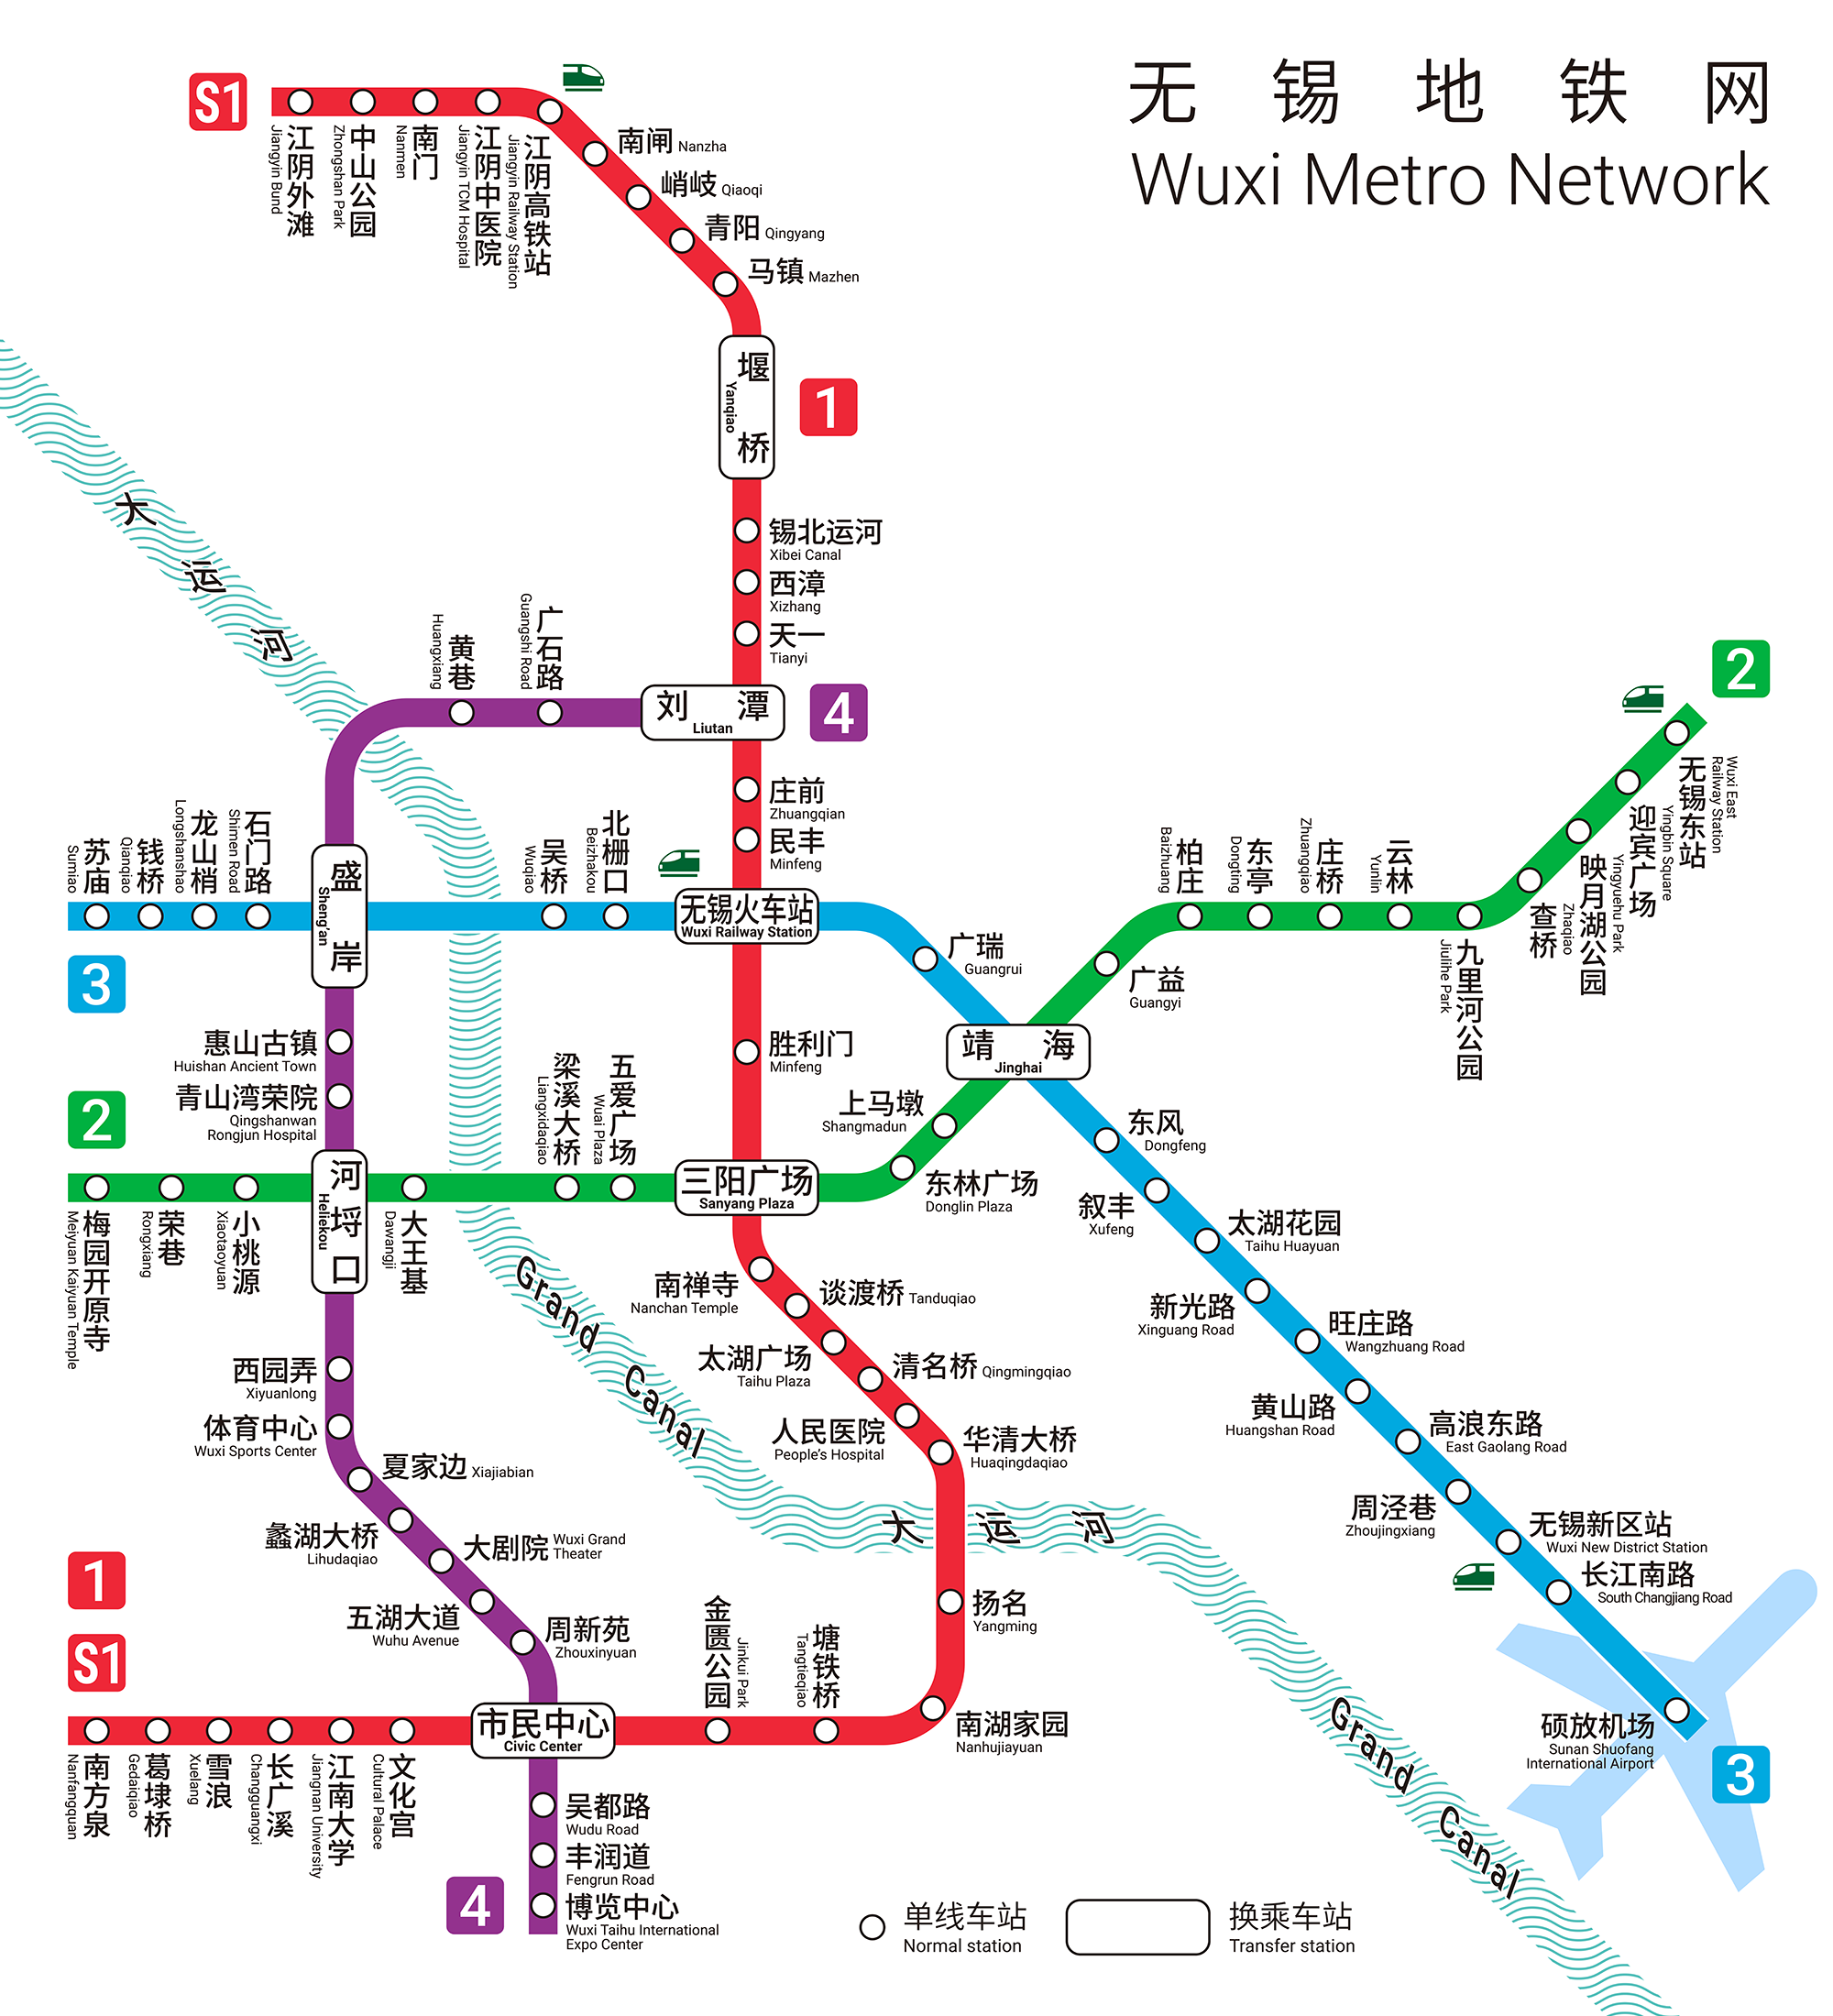 无锡地铁网
Wuxi Metro Network
S1
江阴外滩
Jiangyin Bund
中山公园
Zhongshan Park
南门
Nanmen
江阴中医院
Jiangyin TCM Hospital
江阴高铁站
Jiangyin Railway Station
南闸 Nanzha
峭岐 Qiaoqi
青阳 Qingyang
马镇 Mazhen
堰桥
Yanqiao
1
锡北运河
Xibei Canal
西漳
Xizhang
天一
Tianyi
大运河
黄巷
Huangxiang
广石路
Guangshi Road
刘潭
Liutan
4
庄前
Zhuangqian
民丰
Minfeng
2
无锡东站
Wuxi East
Railway Station
迎宾广场
Yingbin Square
映月湖公园
Yingyuehu Park
查桥
Zhaqiao
九里河公园
Jiulihe Park
云林
Yunlin
庄桥
Zhuangqiao
东亭
Dongting
柏庄
Baizhuang
广益
Guangyi
苏庙
Sumiao
钱桥
Qianqiao
龙山梢
Longshanshao
石门路
Shimen Road
盛岸
Sheng'an
吴桥
Wuqiao
北栅口
Beizhakou
无锡火车站
Wuxi Railway Station
3
广瑞
Guangrui
靖海
Jinghai
惠山古镇
Huishan Ancient Town
青山湾荣院
Qingshanwan
Rongjun Hospital
胜利门
Minfeng
上马墩
Shangmadun
东林广场
Donglin Plaza
2
梅园开原寺
Meiyuan Kaiyuan Temple
荣巷
Rongxiang
小桃源
Xiaotaoyuan
河埒口
Heliekou
大王基
Dawangji
梁溪大桥
Liangxidaqiao
五爱广场
Wuai Plaza
三阳广场
Sanyang Plaza
东风
Dongfeng
叙丰
Xufeng
太湖花园
Taihu Huayuan
新光路
Xinguang Road
旺庄路
Wangzhuang Road
黄山路
Huangshan Road
高浪东路
East Gaolang Road
周泾巷
Zhoujingxiang
无锡新区站
Wuxi New District Station
长江南路
South Changjiang Road
硕放机场
Sunan Shuofang
International Airport
3
Grand Canal
南禅寺
Nanchan Temple
谈渡桥 Tanduqiao
太湖广场
Taihu Plaza
清名桥 Qingmingqiao
人民医院
People's Hospital
华清大桥
Huaqingdaqiao
大运河
扬名
Yangming
南湖家园
Nanhujiayuan
塘铁桥
Tangtieqiao
金匮公园
Jinkui Park
西园弄
Xiyuanlong
体育中心
Wuxi Sports Center
夏家边 Xiajiabian
蠡湖大桥
Lihudaqiao
大剧院 Wuxi Grand
Theater
五湖大道
Wuhu Avenue
周新苑
Zhouxinyuan
市民中心
Civic Center
1
S1
南方泉
Nanfangquan
葛埭桥
Gedaiqiao
雪浪
Xuelang
长广溪
Changguangxi
江南大学
Jiangnan University
文化宫
Cultural Palace
吴都路
Wudu Road
丰润道
Fengrun Road
博览中心
Wuxi Taihu International
Expo Center
4
Grand Canal
单线车站
Normal station
换乘车站
Transfer station